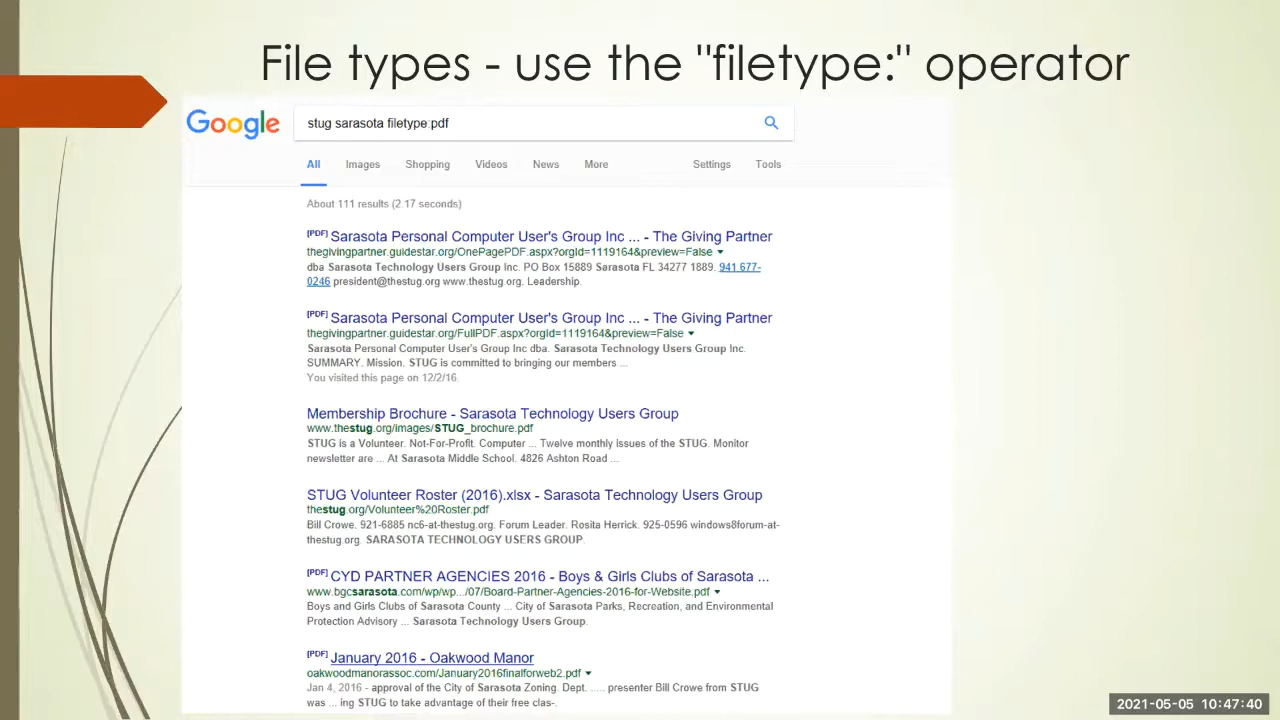 File types - use the "filetype:" operator
Google
stug sarasota filetype:pdf
All Images Shopping Videos News More Settings Tools
About 111 results (2.17 seconds)
[PDF] Sarasota Personal Computer User's Group Inc ... - The Giving Partner
thegivingpartner.guidestar.org/OnePagePDF.aspx?orgId=1119164&preview=False
dba Sarasota Technology Users Group Inc. PO Box 15889 Sarasota FL 34277 1889. 941 677-
0246 president@thestug.org www.thestug.org. Leadership.
[PDF] Sarasota Personal Computer User's Group Inc ... - The Giving Partner
thegivingpartner.guidestar.org/FullPDF.aspx?orgId=1119164&preview=False
Sarasota Personal Computer User's Group Inc dba. Sarasota Technology Users Group Inc.
SUMMARY. Mission. STUG is committed to bringing our members ...
You visited this page on 12/2/16.
Membership Brochure - Sarasota Technology Users Group
www.thestug.org/images/STUG_brochure.pdf
STUG is a Volunteer. Not-For-Profit. Computer ... Twelve monthly issues of the STUG. Monitor
newsletter are ... At Sarasota Middle School. 4826 Ashton Road ...
STUG Volunteer Roster (2016).xlsx - Sarasota Technology Users Group
thestug.org/Volunteer%20Roster.pdf
Bill Crowe. 921-6885 nc6-at-thestug.org. Forum Leader. Rosita Herrick. 925-0596 windows8forum-at-
thestug.org. SARASOTA TECHNOLOGY USERS GROUP.
[PDF] CYD PARTNER AGENCIES 2016 - Boys & Girls Clubs of Sarasota ...
www.bgcsarasota.com/wp/wp.../07/Board-Partner-Agencies-2016-for-Website.pdf
Boys and Girls Clubs of Sarasota County ... City of Sarasota Parks, Recreation, and Environmental
Protection Advisory ... Sarasota Technology Users Group.
[PDF] January 2016 - Oakwood Manor
oakwoodmanorassoc.com/January2016finalforweb2.pdf
Jan 4, 2016 - approval of the City of Sarasota Zoning. Dept. ..... presenter Bill Crowe from STUG
was ... ing STUG to take advantage of their free clas-.
2021-05-05 10:47:40